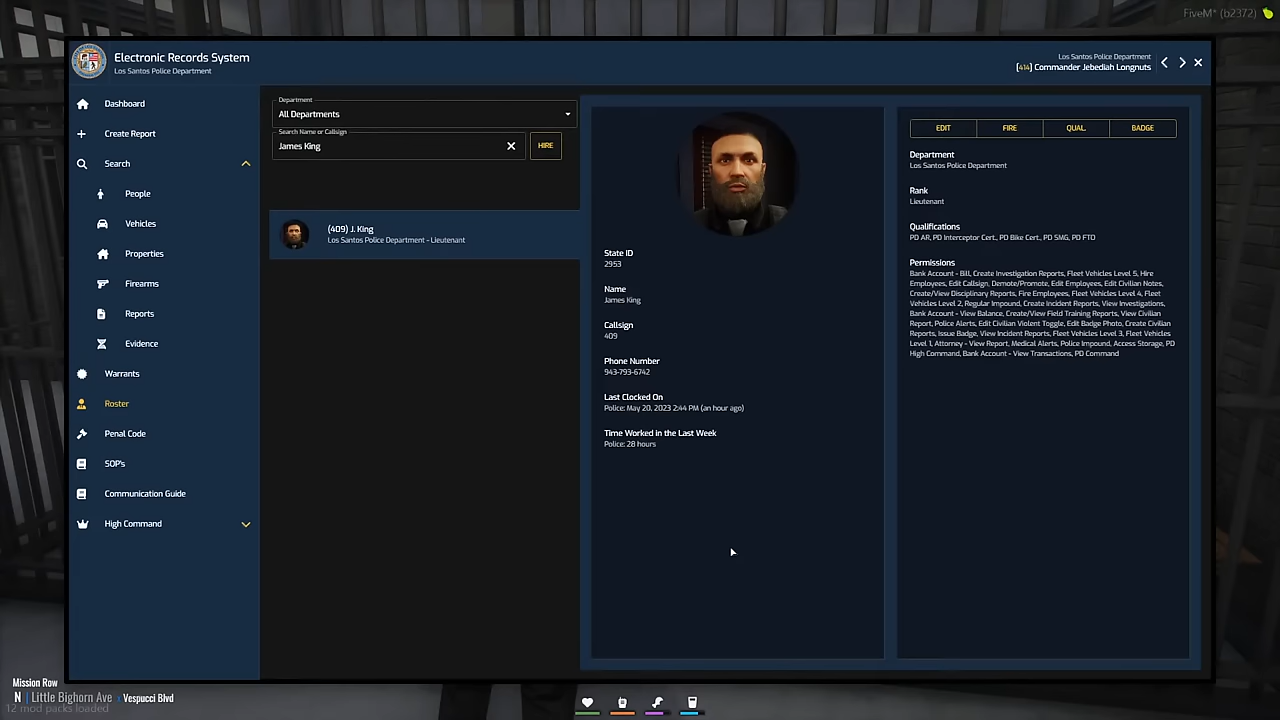 FiveM* (b2372)
Electronic Records System
Los Santos Police Department
Los Santos Police Department
[414] Commander Jebediah Longnuts
Dashboard
Create Report
Search
People
Vehicles
Properties
Firearms
Reports
Evidence
Warrants
Roster
Penal Code
SOP's
Communication Guide
High Command
Department
All Departments
Search Name or Callsign
James King
HIRE
(409) J. King
Los Santos Police Department - Lieutenant
State ID
2953
Name
James King
Callsign
409
Phone Number
943-793-6742
Last Clocked On
Police: May 20, 2023 2:44 PM (an hour ago)
Time Worked in the Last Week
Police: 28 hours
EDIT
FIRE
QUAL.
BADGE
Department
Los Santos Police Department
Rank
Lieutenant
Qualifications
PD AR, PD Interceptor Cert., PD Bike Cert., PD SMG, PD FTO
Permissions
Bank Account - Bill, Create Investigation Reports, Fleet Vehicles Level 5, Hire
Employees, Edit Callsign, Demote/Promote, Edit Employees, Edit Civilian Notes,
Create/View Disciplinary Reports, Fire Employees, Fleet Vehicles Level 4, Fleet
Vehicles Level 2, Regular Impound, Create Incident Reports, View Investigations,
Bank Account - View Balance, Create/View Field Training Reports, View Civilian
Report, Police Alerts, Edit Civilian Violent Toggle, Edit Badge Photo, Create Civilian
Reports, Issue Badge, View Incident Reports, Fleet Vehicles Level 3, Fleet Vehicles
Level 1, Attorney - View Report, Medical Alerts, Police Impound, Access Storage, PD
High Command, Bank Account - View Transactions, PD Command
Mission Row
N | Little Bighorn Ave x Vespucci Blvd
12 mod packs loaded